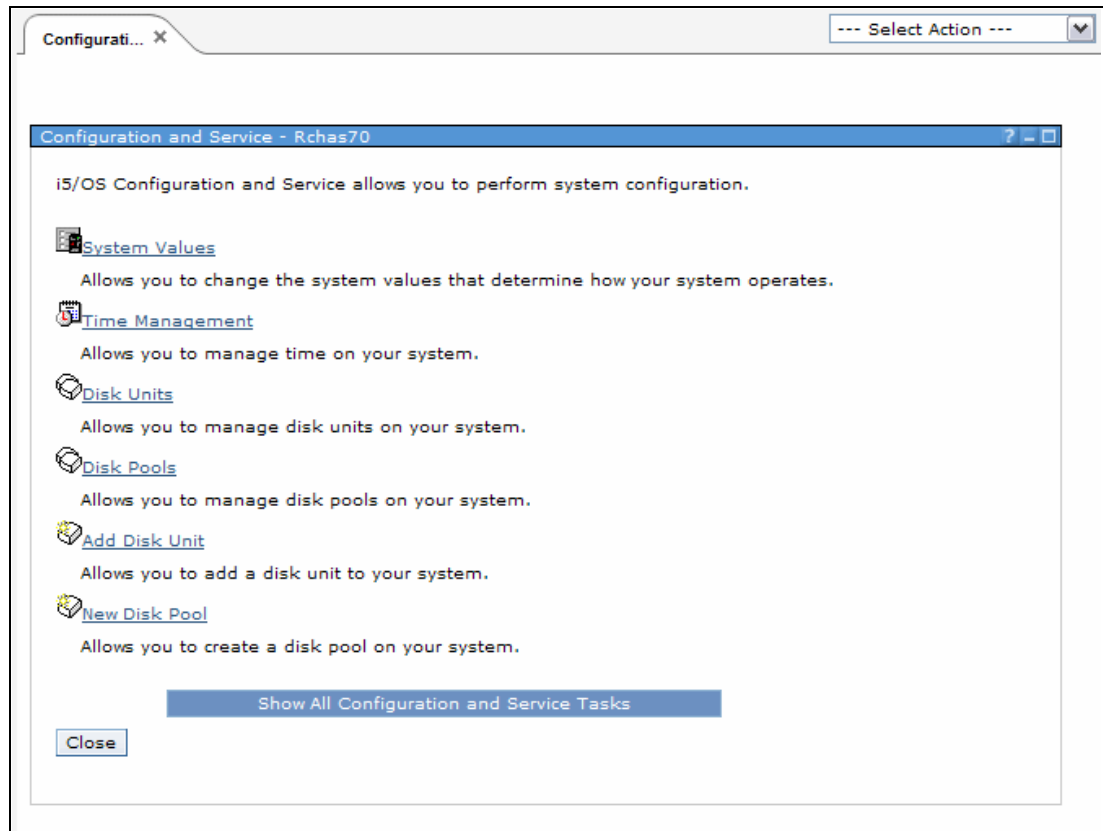 Configurati...
--- Select Action ---
Configuration and Service - Rchas70
i5/OS Configuration and Service allows you to perform system configuration.
System Values
Allows you to change the system values that determine how your system operates.
Time Management
Allows you to manage time on your system.
Disk Units
Allows you to manage disk units on your system.
Disk Pools
Allows you to manage disk pools on your system.
Add Disk Unit
Allows you to add a disk unit to your system.
New Disk Pool
Allows you to create a disk pool on your system.
Show All Configuration and Service Tasks
Close